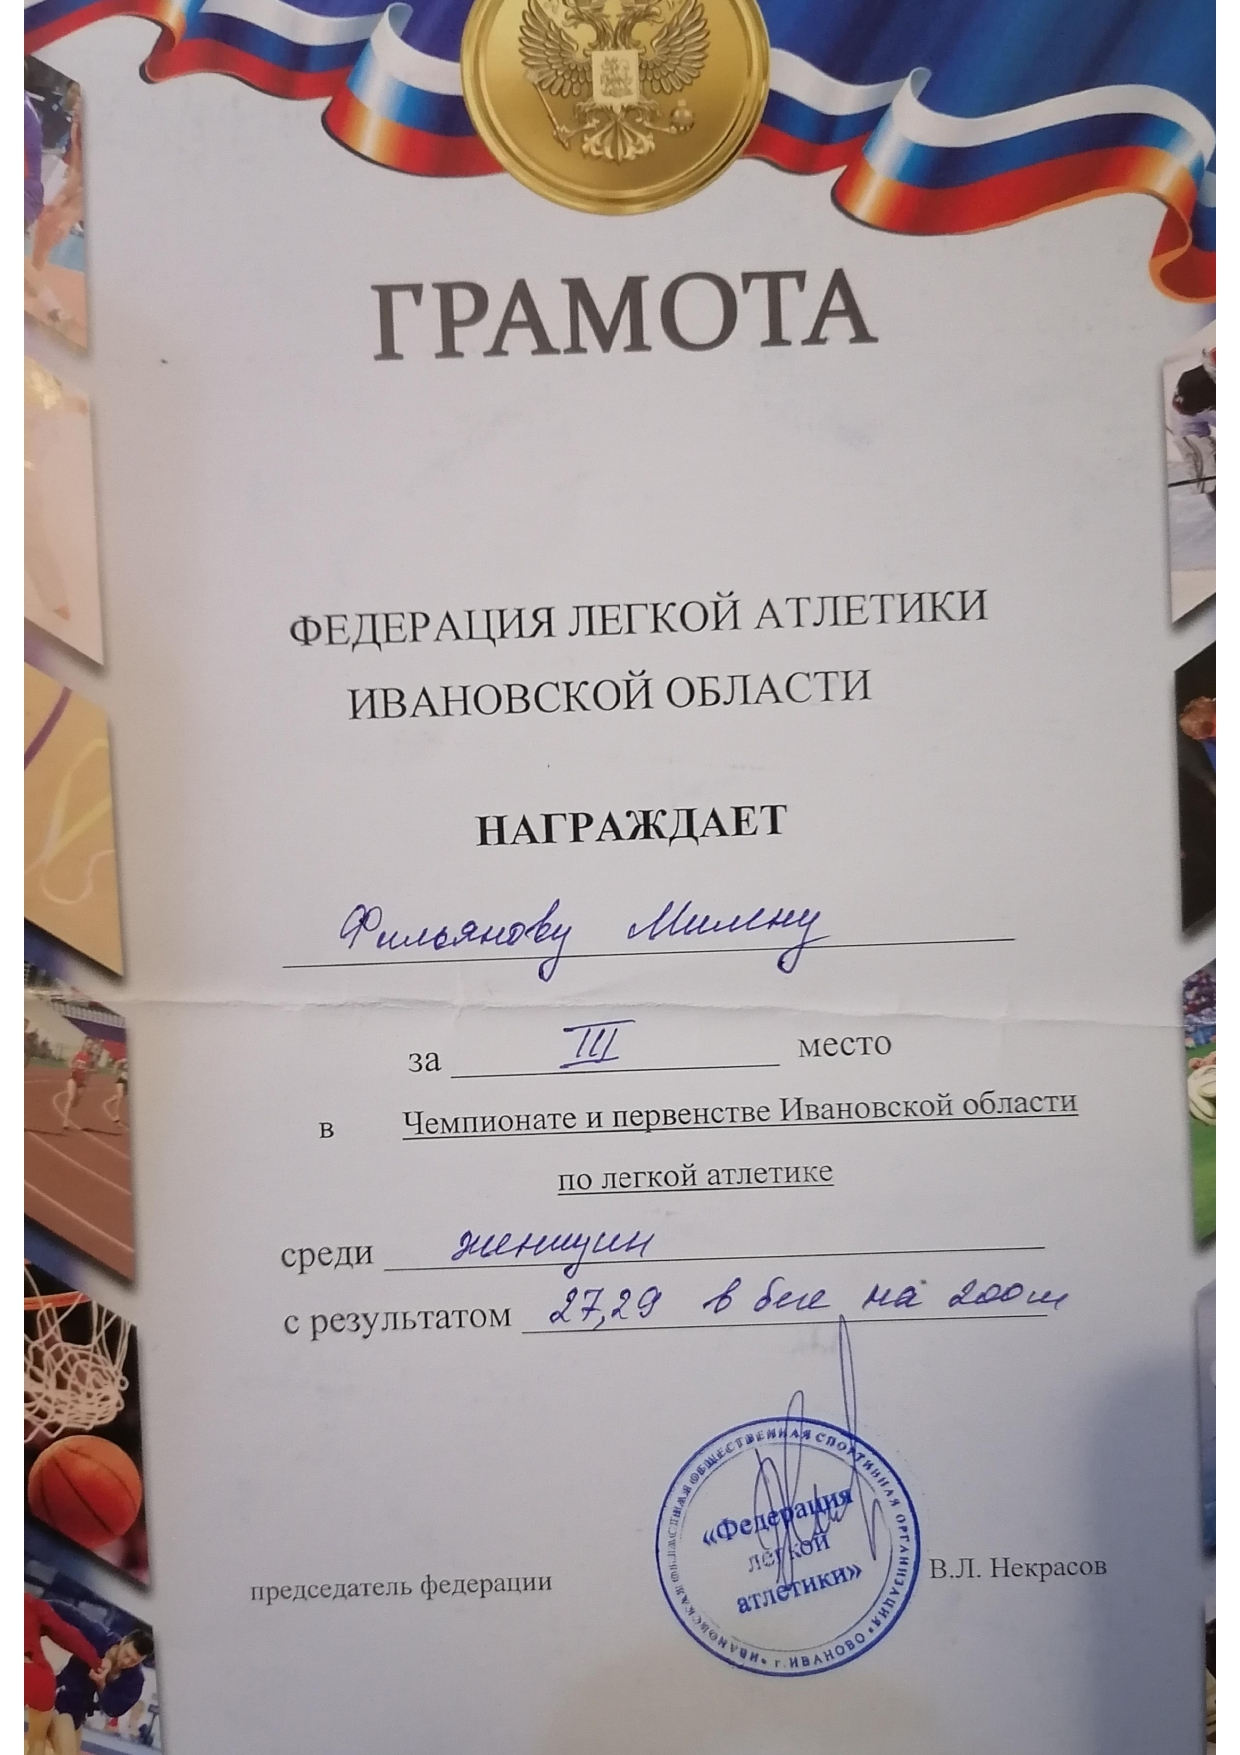 ГРАМОТА
ФЕДЕРАЦИЯ ЛЕГКОЙ АТЛЕТИКИ
ИВАНОВСКОЙ ОБЛАСТИ
НАГРАЖДАЕТ
Фильянову Милену
за III место
в Чемпионате и первенстве Ивановской области
по легкой атлетике
среди женщин
с результатом 27,29 в беге на 200м
председатель федерации В.Л. Некрасов
ИВАНОВСКАЯ ОБЛАСТНАЯ ОБЩЕСТВЕННАЯ СПОРТИВНАЯ ОРГАНИЗАЦИЯ
г.ИВАНОВО
«Федерация
легкой
атлетики»